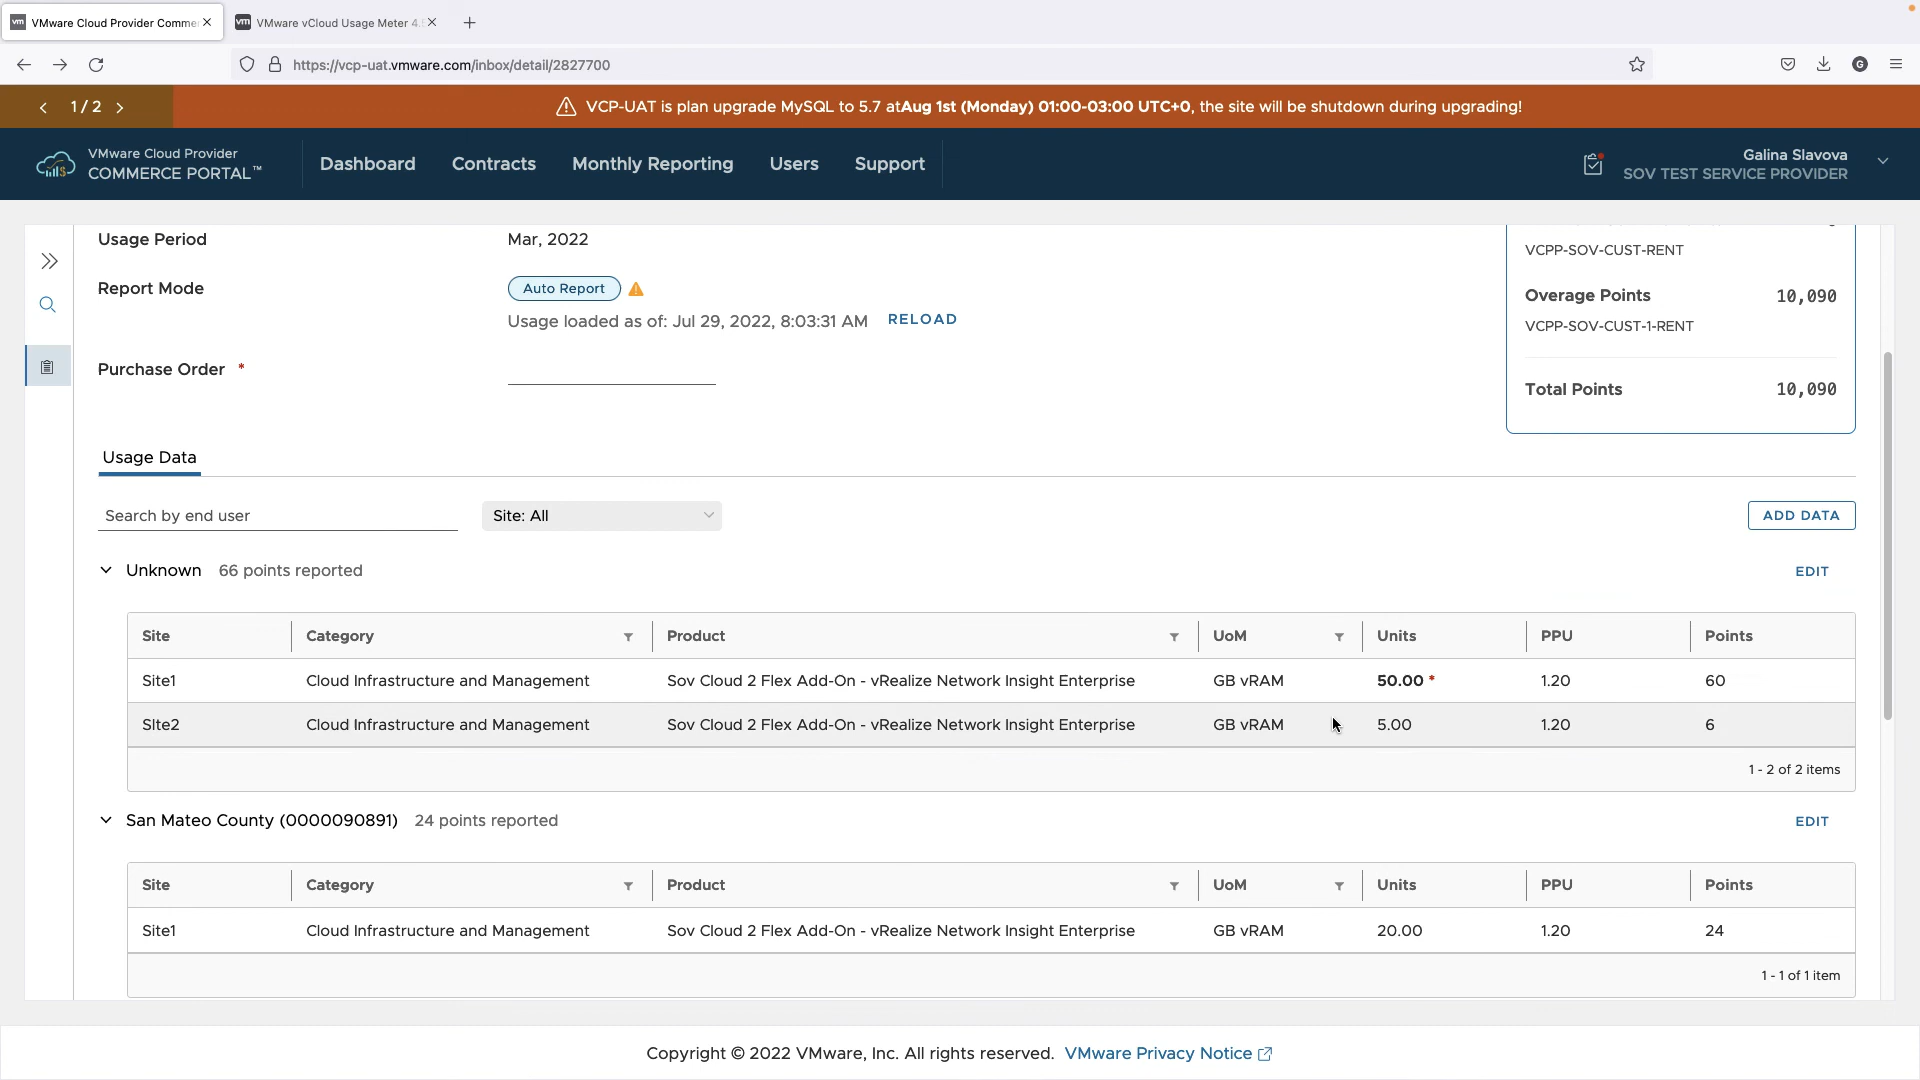 VMware Cloud Provider Comme
VMware vCloud Usage Meter 4.
https://vcp-uat.vmware.com/inbox/detail/2827700
G
1 / 2
VCP-UAT is plan upgrade MySQL to 5.7 atAug 1st (Monday) 01:00-03:00 UTC+0, the site will be shutdown during upgrading!
VMware Cloud Provider
COMMERCE PORTAL™
Dashboard
Contracts
Monthly Reporting
Users
Support
Galina Slavova
SOV TEST SERVICE PROVIDER
Usage Period
Mar, 2022
Report Mode
Auto Report
Usage loaded as of: Jul 29, 2022, 8:03:31 AM
RELOAD
Purchase Order *
VCPP-SOV-CUST-RENT
Overage Points 10,090
VCPP-SOV-CUST-1-RENT
Total Points 10,090
Usage Data
Search by end user
Site: All
ADD DATA
Unknown 66 points reported
EDIT
Site Category Product UoM Units PPU Points
Site1 Cloud Infrastructure and Management Sov Cloud 2 Flex Add-On - vRealize Network Insight Enterprise GB vRAM 50.00 * 1.20 60
SIte2 Cloud Infrastructure and Management Sov Cloud 2 Flex Add-On - vRealize Network Insight Enterprise GB vRAM 5.00 1.20 6
1 - 2 of 2 items
San Mateo County (0000090891) 24 points reported
EDIT
Site Category Product UoM Units PPU Points
Site1 Cloud Infrastructure and Management Sov Cloud 2 Flex Add-On - vRealize Network Insight Enterprise GB vRAM 20.00 1.20 24
1 - 1 of 1 item
Copyright © 2022 VMware, Inc. All rights reserved. VMware Privacy Notice